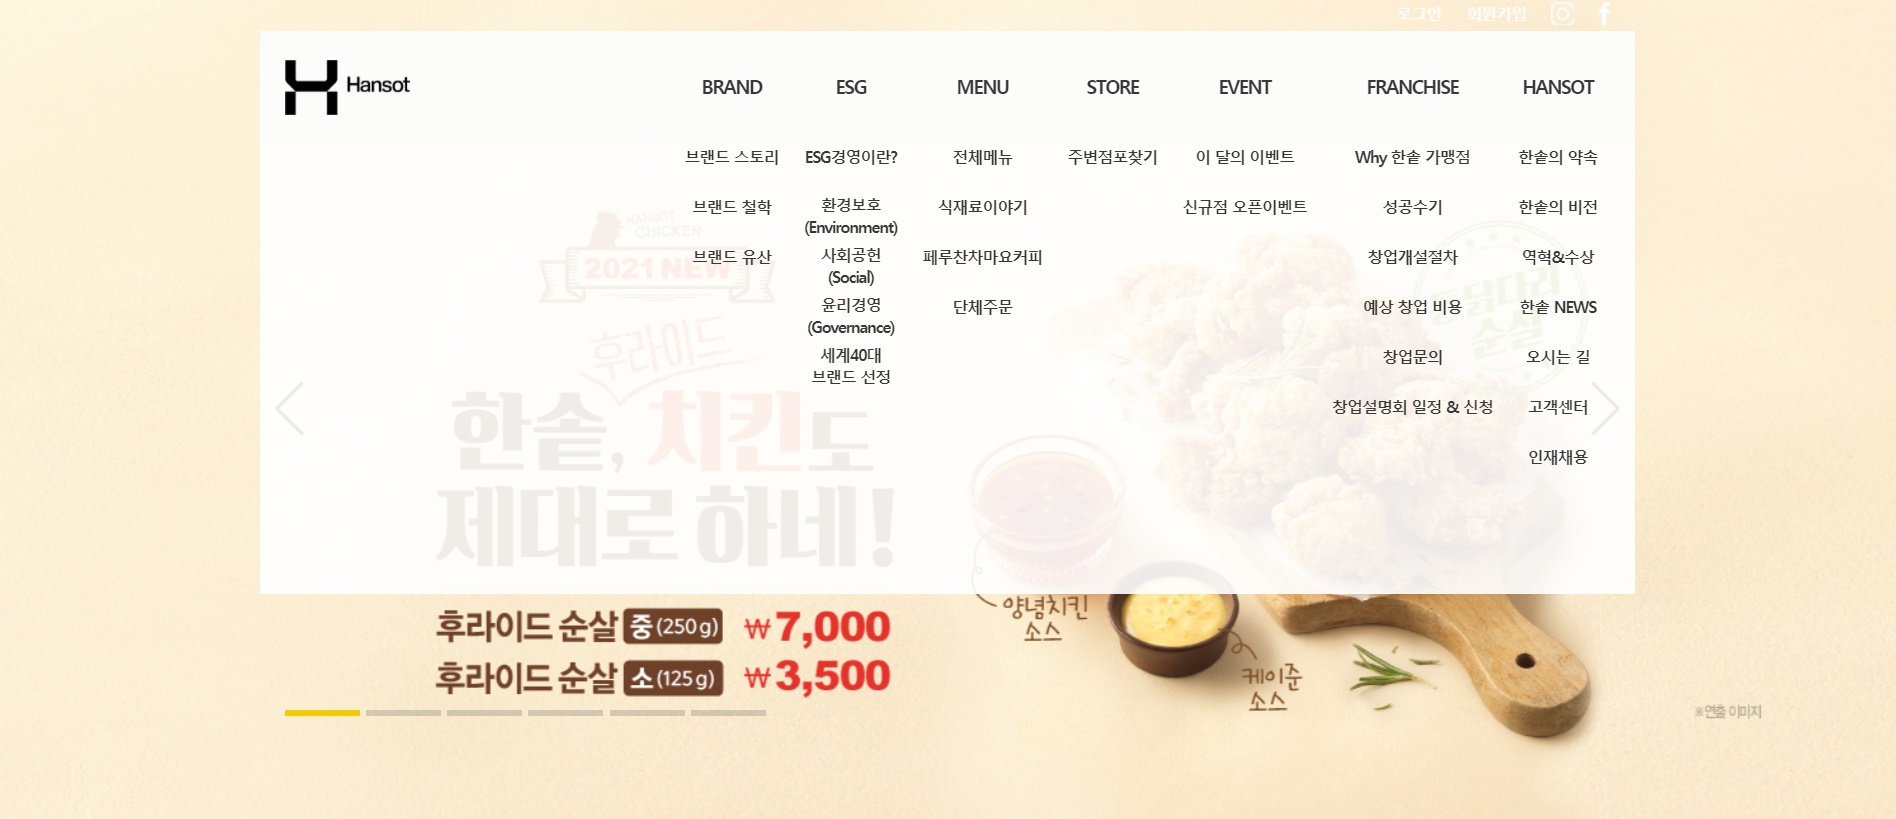 로그인 회원가입
Hansot
BRAND ESG MENU STORE EVENT FRANCHISE HANSOT
브랜드 스토리 ESG경영이란? 전체메뉴 주변점포찾기 이 달의 이벤트 Why 한솥 가맹점 한솥의 약속
브랜드 철학 환경보호 식재료이야기 신규점 오픈이벤트 성공수기 한솥의 비전
(Environment)
브랜드 유산 사회공헌 페루찬차마요커피 창업개설절차 역혁&수상
(Social)
윤리경영 단체주문 예상 창업 비용 한솥 NEWS
(Governance)
세계40대 창업문의 오시는 길
브랜드 선정
창업설명회 일정 & 신청 고객센터
인재채용
HANSOT
CHICKEN
2021 NEW
후라이드
한솥, 치킨도
제대로 하네!
통닭다리
순살
후라이드 순살 중 (250g) ₩7,000
후라이드 순살 소 (125g) ₩3,500
양념치킨
소스
케이준
소스
※연출 이미지